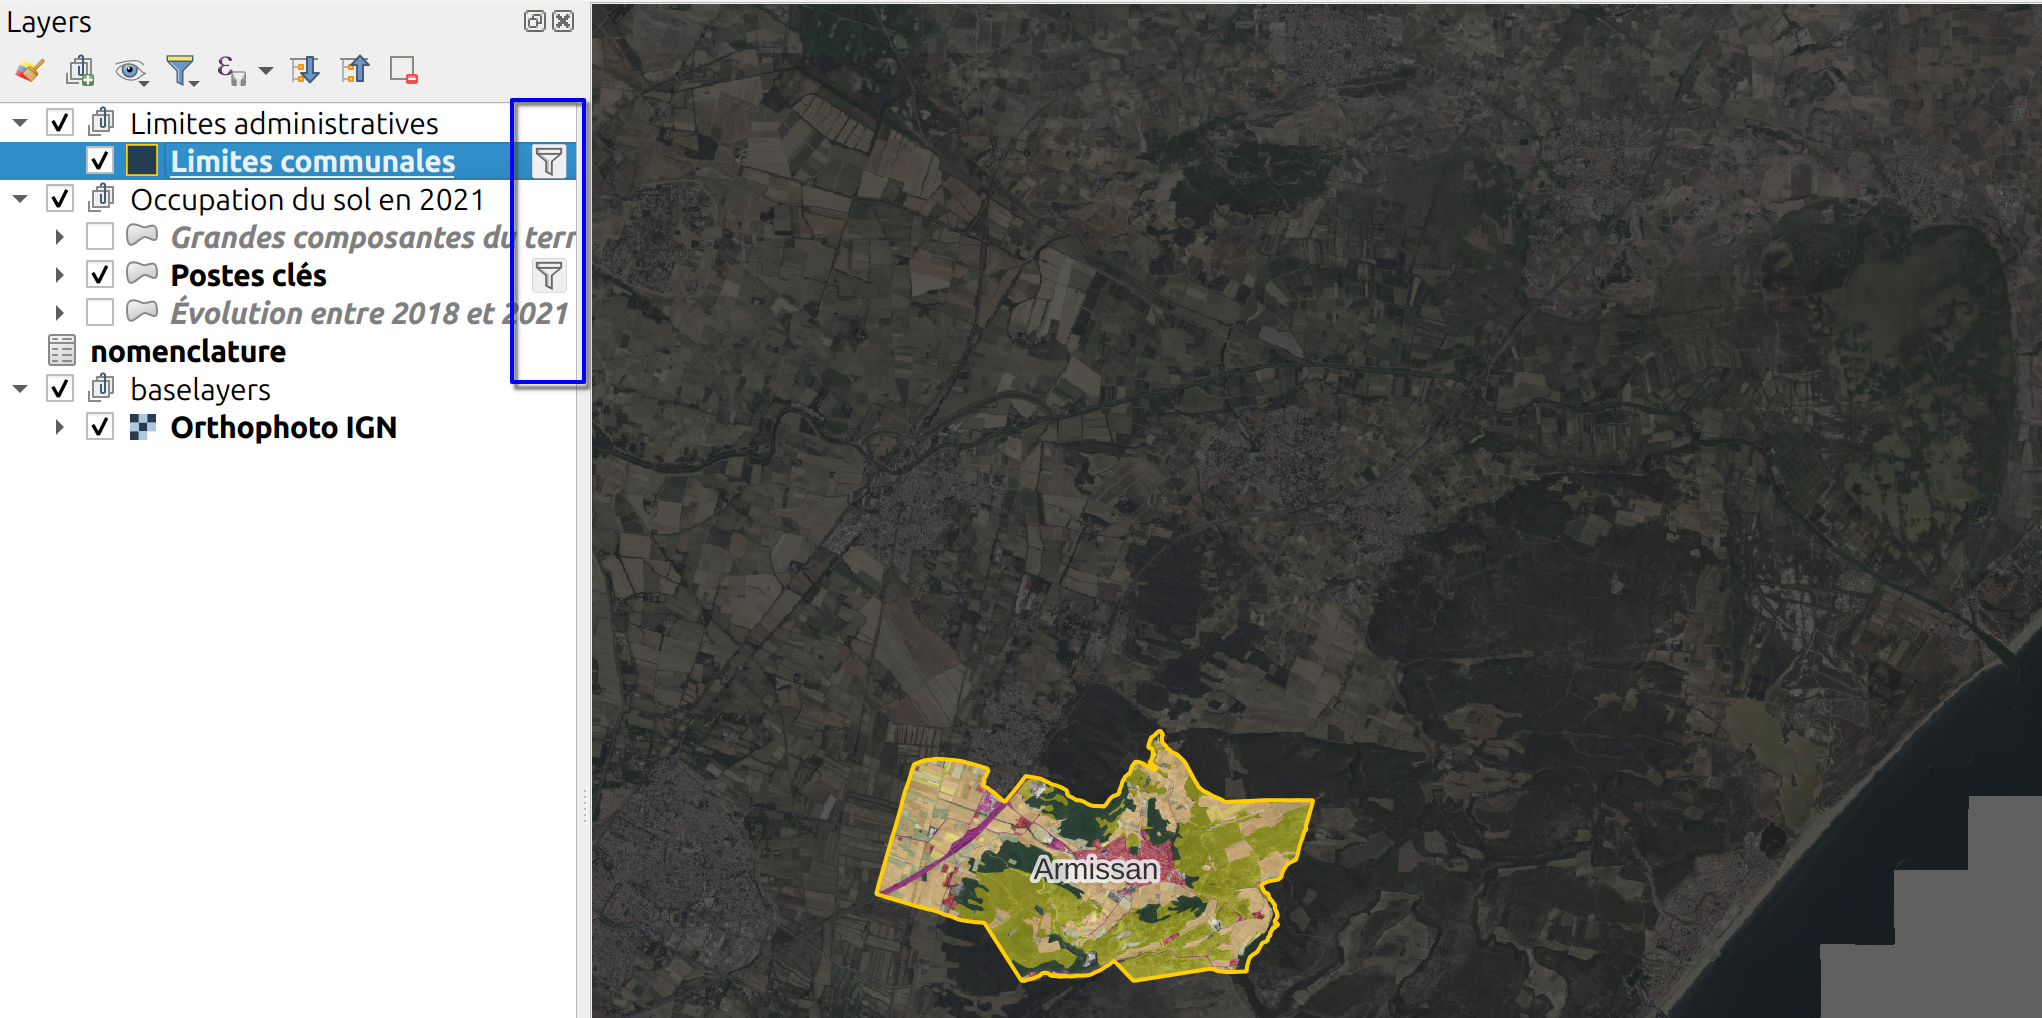 Layers
Limites administratives
Limites communales
Occupation du sol en 2021
Grandes composantes du terr
Postes clés
Évolution entre 2018 et 2021
nomenclature
baselayers
Orthophoto IGN
Armissan